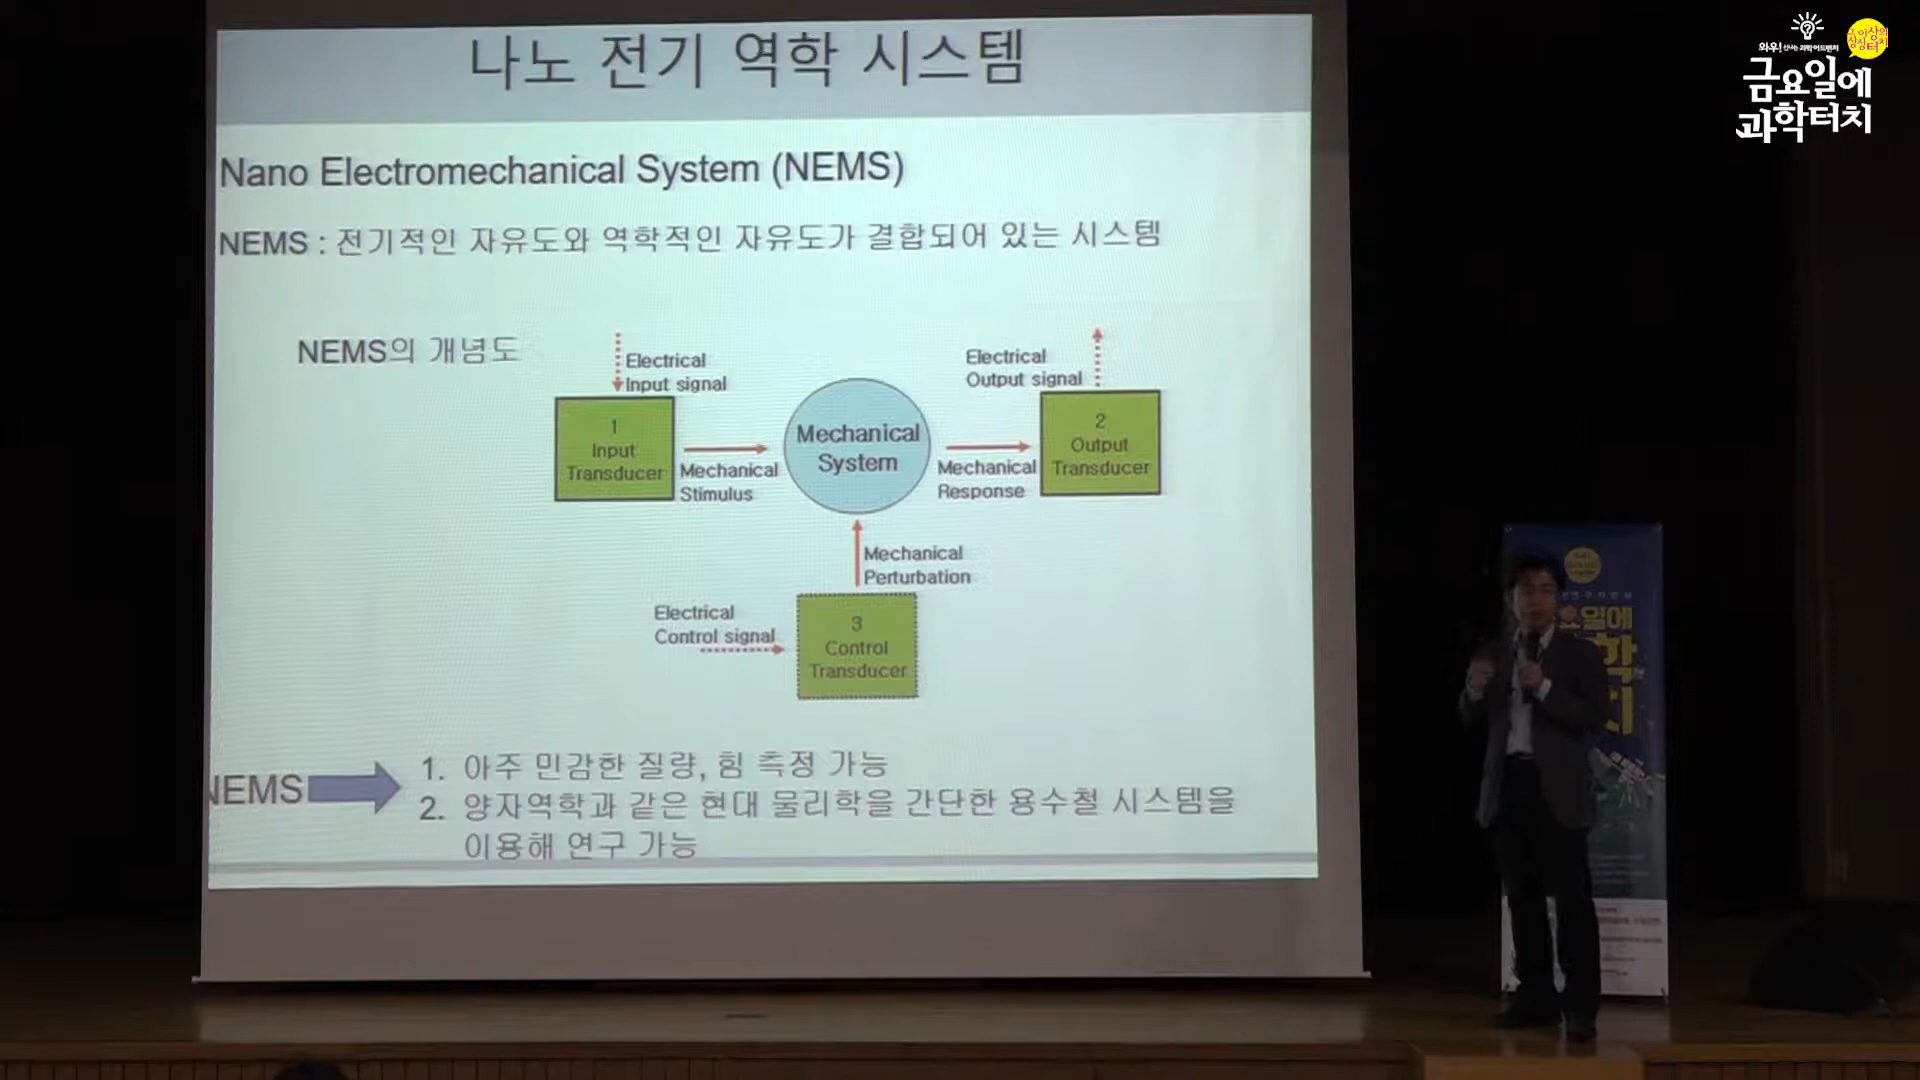 나노 전기 역학 시스템
Nano Electromechanical System (NEMS)
NEMS : 전기적인 자유도와 역학적인 자유도가 결합되어 있는 시스템
NEMS의 개념도
Electrical
Input signal
1
Input
Transducer
Mechanical
Stimulus
Mechanical
System
Mechanical
Response
Electrical
Output signal
2
Output
Transducer
Mechanical
Perturbation
Electrical
Control signal
3
Control
Transducer
NEMS
1. 아주 민감한 질량, 힘 측정 가능
2. 양자역학과 같은 현대 물리학을 간단한 용수철 시스템을
이용해 연구 가능
와우! 신나는 과학어드벤처
금요일에
과학터치
요일에
학
치